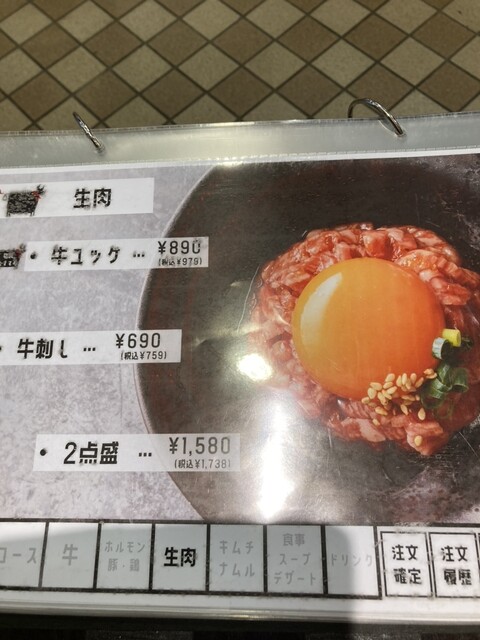 生肉
・牛ユッケ … ¥890
(税込¥979)
・牛刺し … ¥690
(税込¥759)
・2点盛 … ¥1,580
(税込¥1,738)
ロース
牛
ホルモン
豚・鶏
生肉
キムチ
ナムル
食事
スープ
デザート
ドリンク
注文
確定
注文
履歴